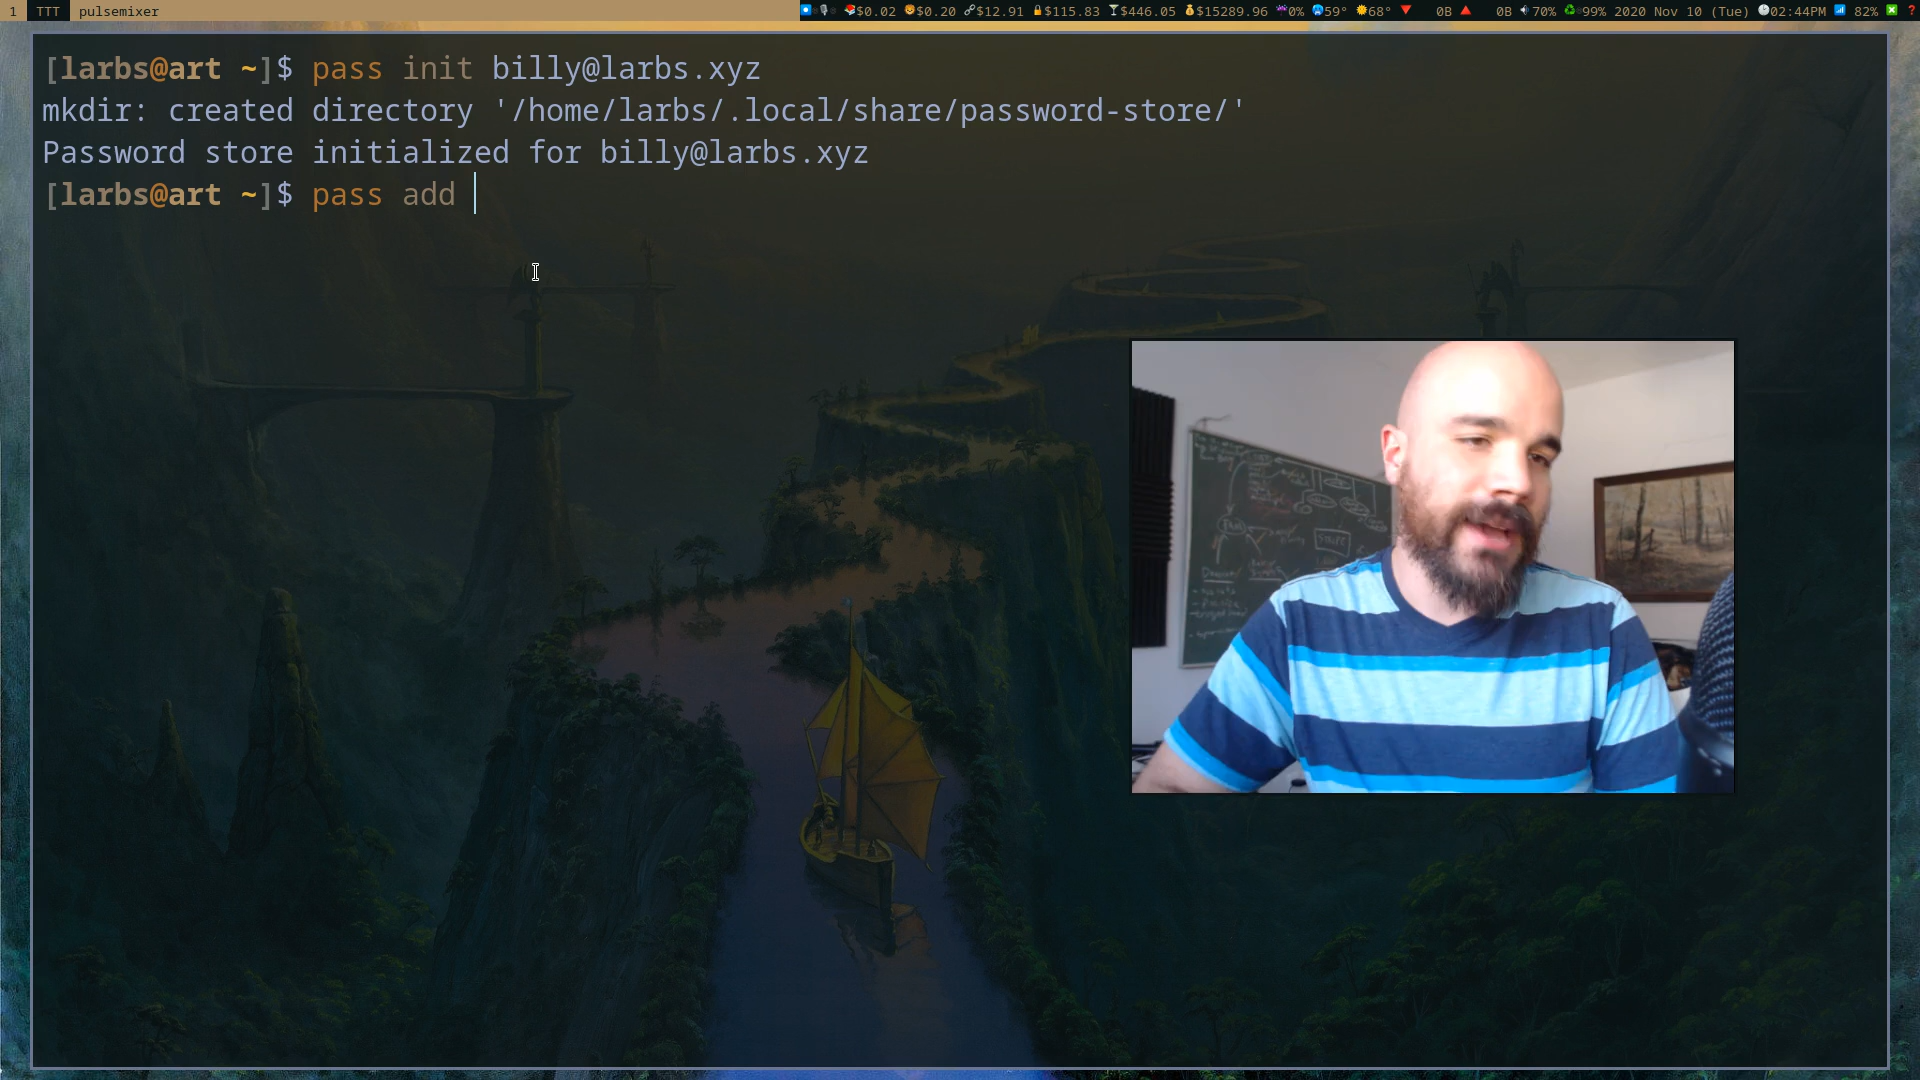 1 TTT pulsemixer $0.02 $0.20 $12.91 $115.83 $446.05 $15289.96 0% 59° 68° 0B 0B 70% 99% 2020 Nov 10 (Tue) 02:44PM 82% ?
[larbs@art ~]$ pass init billy@larbs.xyz
mkdir: created directory '/home/larbs/.local/share/password-store/'
Password store initialized for billy@larbs.xyz
[larbs@art ~]$ pass add